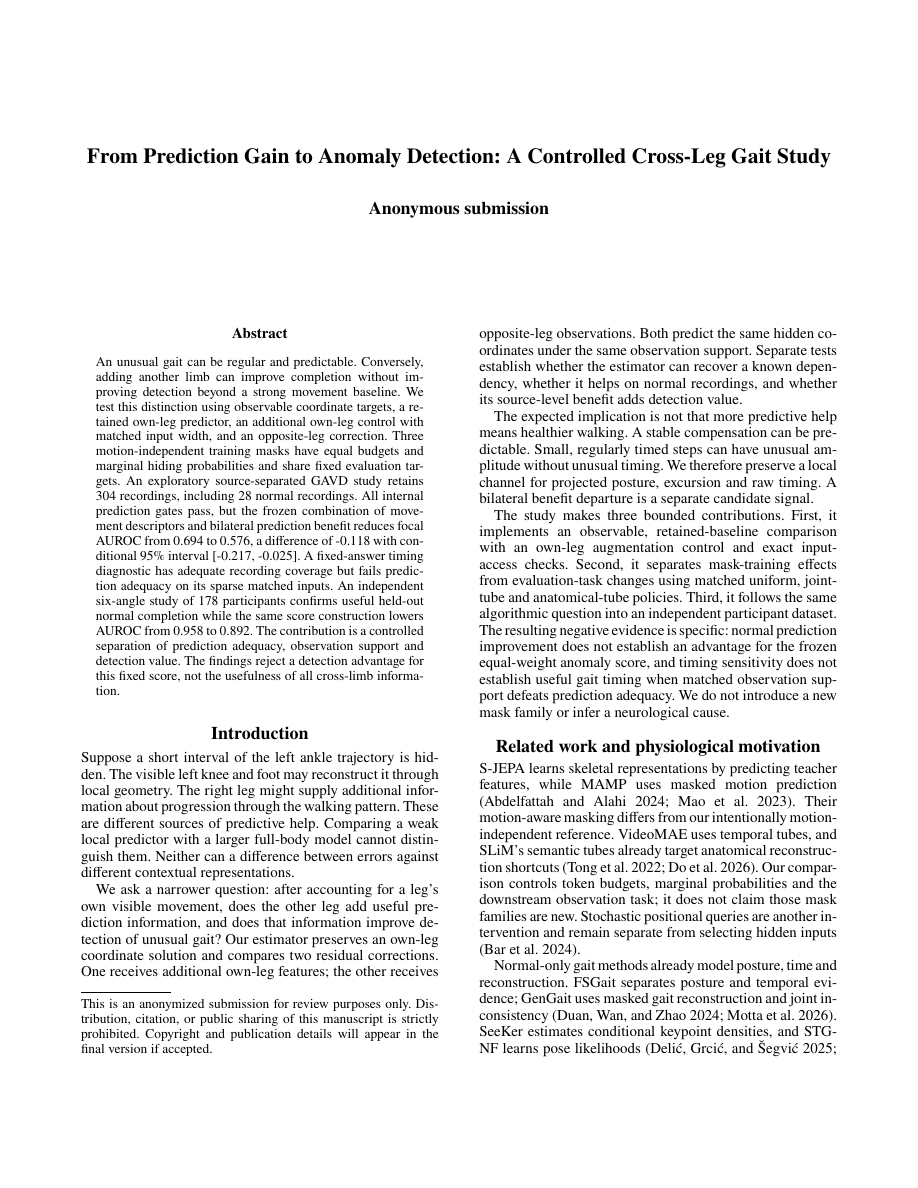 From Prediction Gain to Anomaly Detection: A Controlled Cross-Leg Gait Study
Anonymous submission
Abstract
An unusual gait can be regular and predictable. Conversely,
adding another limb can improve completion without im-
proving detection beyond a strong movement baseline. We
test this distinction using observable coordinate targets, a re-
tained own-leg predictor, an additional own-leg control with
matched input width, and an opposite-leg correction. Three
motion-independent training masks have equal budgets and
marginal hiding probabilities and share fixed evaluation tar-
gets. An exploratory source-separated GAVD study retains
304 recordings, including 28 normal recordings. All internal
prediction gates pass, but the frozen combination of move-
ment descriptors and bilateral prediction benefit reduces focal
AUROC from 0.694 to 0.576, a difference of -0.118 with con-
ditional 95% interval [-0.217, -0.025]. A fixed-answer timing
diagnostic has adequate recording coverage but fails predic-
tion adequacy on its sparse matched inputs. An independent
six-angle study of 178 participants confirms useful held-out
normal completion while the same score construction lowers
AUROC from 0.958 to 0.892. The contribution is a controlled
separation of prediction adequacy, observation support and
detection value. The findings reject a detection advantage for
this fixed score, not the usefulness of all cross-limb informa-
tion.
Introduction
Suppose a short interval of the left ankle trajectory is hid-
den. The visible left knee and foot may reconstruct it through
local geometry. The right leg might supply additional infor-
mation about progression through the walking pattern. These
are different sources of predictive help. Comparing a weak
local predictor with a larger full-body model cannot distin-
guish them. Neither can a difference between errors against
different contextual representations.
We ask a narrower question: after accounting for a leg's
own visible movement, does the other leg add useful pre-
diction information, and does that information improve de-
tection of unusual gait? Our estimator preserves an own-leg
coordinate solution and compares two residual corrections.
One receives additional own-leg features; the other receives
This is an anonymized submission for review purposes only. Dis-
tribution, citation, or public sharing of this manuscript is strictly
prohibited. Copyright and publication details will appear in the
final version if accepted.
opposite-leg observations. Both predict the same hidden co-
ordinates under the same observation support. Separate tests
establish whether the estimator can recover a known depen-
dency, whether it helps on normal recordings, and whether
its source-level benefit adds detection value.
The expected implication is not that more predictive help
means healthier walking. A stable compensation can be pre-
dictable. Small, regularly timed steps can have unusual am-
plitude without unusual timing. We therefore preserve a local
channel for projected posture, excursion and raw timing. A
bilateral benefit departure is a separate candidate signal.
The study makes three bounded contributions. First, it
implements an observable, retained-baseline comparison
with an own-leg augmentation control and exact input-
access checks. Second, it separates mask-training effects
from evaluation-task changes using matched uniform, joint-
tube and anatomical-tube policies. Third, it follows the same
algorithmic question into an independent participant dataset.
The resulting negative evidence is specific: normal prediction
improvement does not establish an advantage for the frozen
equal-weight anomaly score, and timing sensitivity does not
establish useful gait timing when matched observation sup-
port defeats prediction adequacy. We do not introduce a new
mask family or infer a neurological cause.
Related work and physiological motivation
S-JEPA learns skeletal representations by predicting teacher
features, while MAMP uses masked motion prediction
(Abdelfattah and Alahi 2024; Mao et al. 2023). Their
motion-aware masking differs from our intentionally motion-
independent reference. VideoMAE uses temporal tubes, and
SLiM's semantic tubes already target anatomical reconstruc-
tion shortcuts (Tong et al. 2022; Do et al. 2026). Our compar-
ison controls token budgets, marginal probabilities and the
downstream observation task; it does not claim those mask
families are new. Stochastic positional queries are another in-
tervention and remain separate from selecting hidden inputs
(Bar et al. 2024).
Normal-only gait methods already model posture, time and
reconstruction. FSGait separates posture and temporal evi-
dence; GenGait uses masked gait reconstruction and joint in-
consistency (Duan, Wan, and Zhao 2024; Motta et al. 2026).
SeeKer estimates conditional keypoint densities, and STG-
NF learns pose likelihoods (Delić, Grcić, and Šegvić 2025;